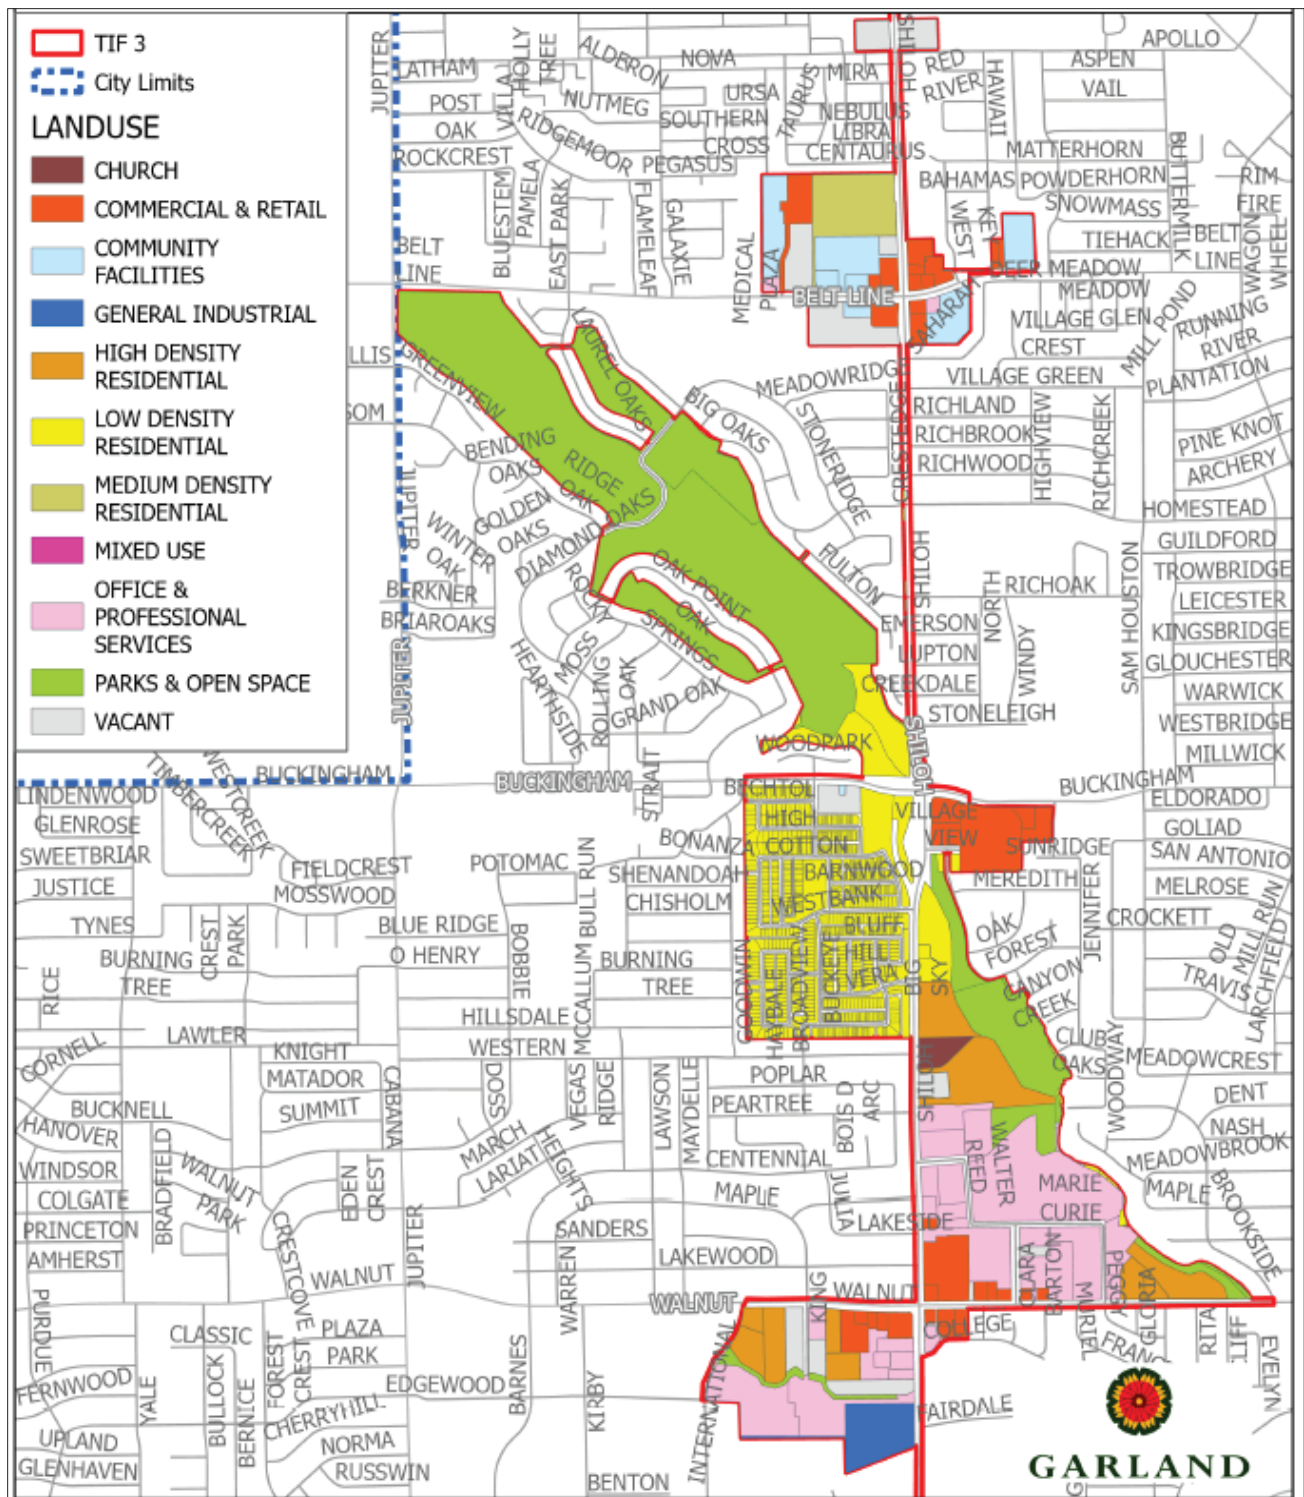 TIF 3
City Limits
LANDUSE
CHURCH
COMMERCIAL & RETAIL
COMMUNITY
FACILITIES
GENERAL INDUSTRIAL
HIGH DENSITY
RESIDENTIAL
LOW DENSITY
RESIDENTIAL
MEDIUM DENSITY
RESIDENTIAL
MIXED USE
OFFICE &
PROFESSIONAL
SERVICES
PARKS & OPEN SPACE
VACANT
JUPITER
LATHAM
POST
OAK
ROCKCREST
VILLA
HOLLY
TREE
ALDERON
NUTMEG
RIDGEMOOR
NOVA
URSA
SOUTHERN
CROSS
PEGASUS
TAURUS
MIRA
NEBULUS
LIBRA
CENTAURUS
SHILOH
RED
RIVER
HAWAII
ASPEN
VAIL
APOLLO
MATTERHORN
BAHAMAS
POWDERHORN
SNOWMASS
TIEHACK
BUTTERMILK
RIM
FIRE
BELT
LINE
WAGON
WHEEL
BLUESTEM
PAMELA
EAST PARK
FLAMELEAF
GALAXIE
MEDICAL
PLAZA
WEST
KEY
DEER MEADOW
BELT
LINE
BELT LINE
SAHARAH
MEADOW
VILLAGE GLEN
CREST
MILL POND
RUNNING
RIVER
PLANTATION
LLIS
SOM
GREENVIEW
LAUREL OAKS
BIG OAKS
MEADOWRIDGE
STONERIDGE
CRESTEDGE
VILLAGE GREEN
RICHLAND
RICHBROOK
RICHWOOD
HIGHVIEW
RICHCREEK
PINE KNOT
ARCHERY
HOMESTEAD
BENDING
OAKS
RIDGE
OAK
GOLDEN
OAKS
DIAMOND OAKS
WINTER
OAK
JUPITER
BERKNER
BRIAROAKS
ROCKY
OAK POINT
OAK
SPRINGS
FULTON
SHILOH
EMERSON
LUPTON
CREEKDALE
STONELEIGH
NORTH
WINDY
RICHOAK
SAM HOUSTON
GUILDFORD
TROWBRIDGE
LEICESTER
KINGSBRIDGE
GLOUCHESTER
WARWICK
WESTBRIDGE
MILLWICK
JUPITER
HEARTHSIDE
MOSS
ROLLING
OAK
GRAND OAK
STRAIT
WOODPARK
SHILOH
BUCKINGHAM
BUCKINGHAM
BUCKINGHAM
LINDENWOOD
GLENROSE
SWEETBRIAR
JUSTICE
TYNES
TIMBERCREEK
WESTCREEK
FIELDCREST
MOSSWOOD
POTOMAC
BLUE RIDGE
O HENRY
BOBBIE
BULL RUN
MCCALLUM
BONANZA
SHENANDOAH
CHISHOLM
BURNING
TREE
BECHTOL
HIGH
COTTON
BARNWOOD
WESTBANK
BLUFF
HILL
VERA
GOODWIN
HAYBALE
BROADVIEW
BUCKEYE
BIG
SKY
VILLAGE
VIEW
SUNRIDGE
MEREDITH
OAK
FOREST
CANYON
CREEK
CLUB
OAKS
JENNIFER
ELDORADO
GOLIAD
SAN ANTONIO
MELROSE
CROCKETT
OLD
MILL RUN
TRAVIS
LARCHFIELD
BURNING
TREE
CREST
PARK
RICE
LAWLER
HILLSDALE
WESTERN
CORNELL
KNIGHT
MATADOR
SUMMIT
CABANA
DOSS
VEGAS
RIDGE
LAWSON
MAYDELLE
POPLAR
PEARTREE
BOIS D
ARC
SHILOH
WOODWAY
MEADOWCREST
DENT
NASH
MEADOWBROOK
MAPLE
BROOKSIDE
BUCKNELL
HANOVER
WINDSOR
COLGATE
PRINCETON
AMHERST
BRADFIELD
WALNUT
PARK
EDEN
CREST
MARCH
LARIAT
HEIGHTS
CENTENNIAL
MAPLE
JULIA
LAKESIDE
WALTER
REED
MARIE
CURIE
SANDERS
LAKEWOOD
CRESTCOVE
WALNUT
JUPITER
WARREN
WALNUT
KING
WALNUT
CLARA
BARTON
MURIEL
PEGGY
GLORIA
COLLEGE
RITA
EVELYN
PURDUE
CLASSIC
PLAZA
PARK
FOREST
CREST
FERNWOOD
YALE
BULLOCK
BERNICE
CHERRYHILL
EDGEWOOD
BARNES
KIRBY
INTERNATIONAL
FAIRDALE
UPLAND
GLENHAVEN
NORMA
RUSSWIN
BENTON
GARLAND